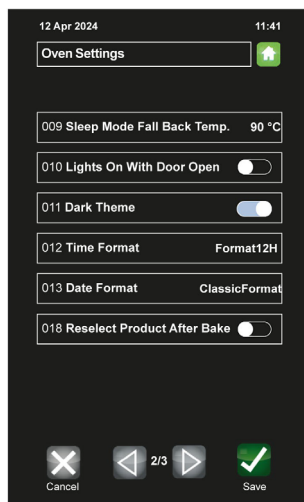 12 Apr 2024 11:41
Oven Settings
009 Sleep Mode Fall Back Temp. 90 °C
010 Lights On With Door Open
011 Dark Theme
012 Time Format Format12H
013 Date Format ClassicFormat
018 Reselect Product After Bake
2/3
Cancel Save